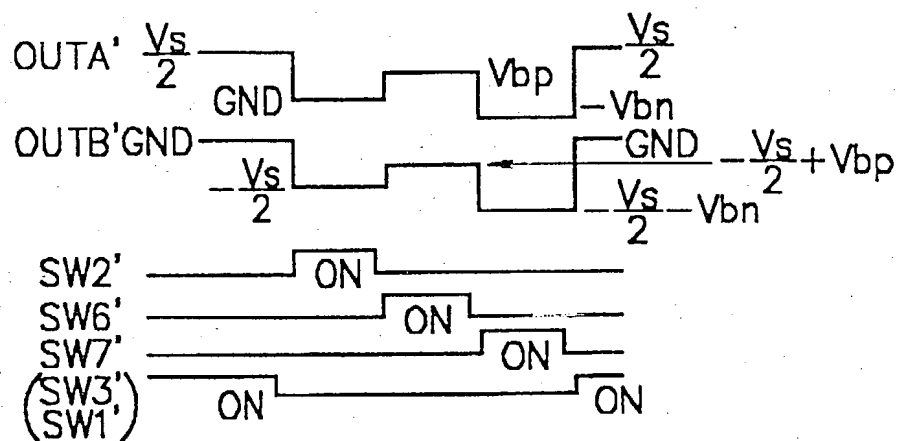 OUTA' Vs/2 Vs/2
Vbp
GND -Vbn
OUTB' GND GND -Vs/2+Vbp
-Vs/2 -Vs/2-Vbn
SW2' ON
SW6' ON
SW7' ON
(SW3' ON ON
SW1')